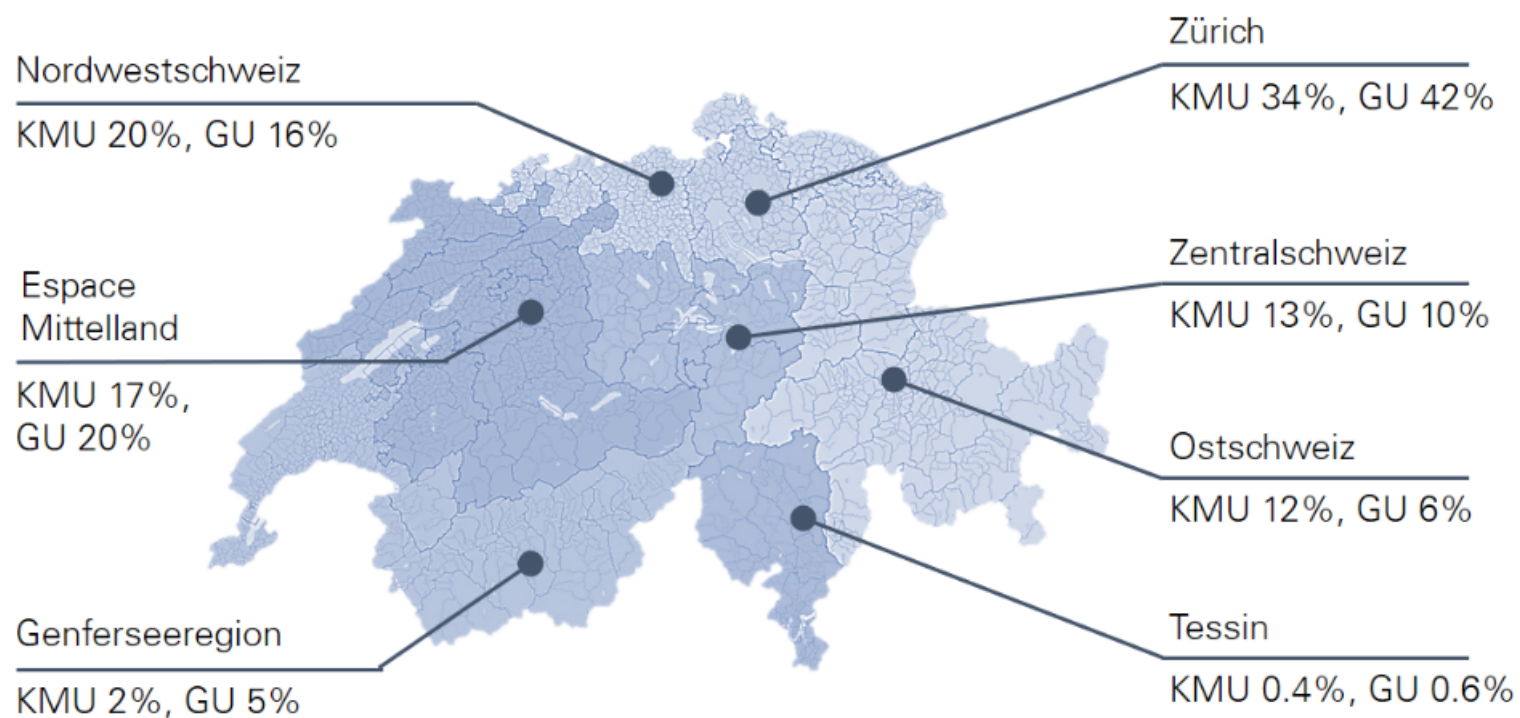 Nordwestschweiz
KMU 20%, GU 16%
Espace
Mittelland
KMU 17%,
GU 20%
Genferseeregion
KMU 2%, GU 5%
Zürich
KMU 34%, GU 42%
Zentralschweiz
KMU 13%, GU 10%
Ostschweiz
KMU 12%, GU 6%
Tessin
KMU 0.4%, GU 0.6%